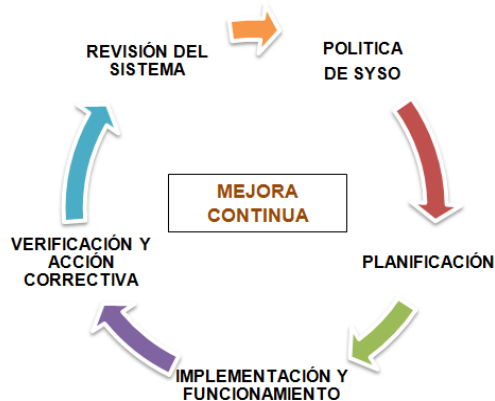 REVISIÓN DEL
SISTEMA
POLITICA
DE SYSO
MEJORA
CONTINUA
VERIFICACIÓN Y
ACCIÓN
CORRECTIVA
PLANIFICACIÓN
IMPLEMENTACIÓN Y
FUNCIONAMIENTO